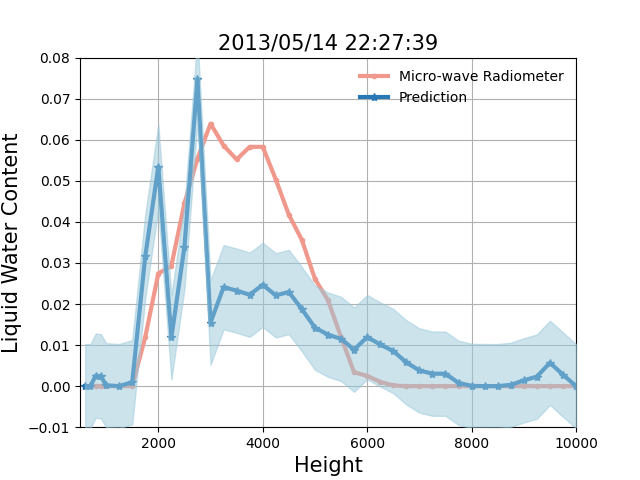 2013/05/14 22:27:39
Micro-wave Radiometer
Prediction
Liquid Water Content
0.08
0.07
0.06
0.05
0.04
0.03
0.02
0.01
0.00
−0.01
2000 4000 6000 8000 10000
Height